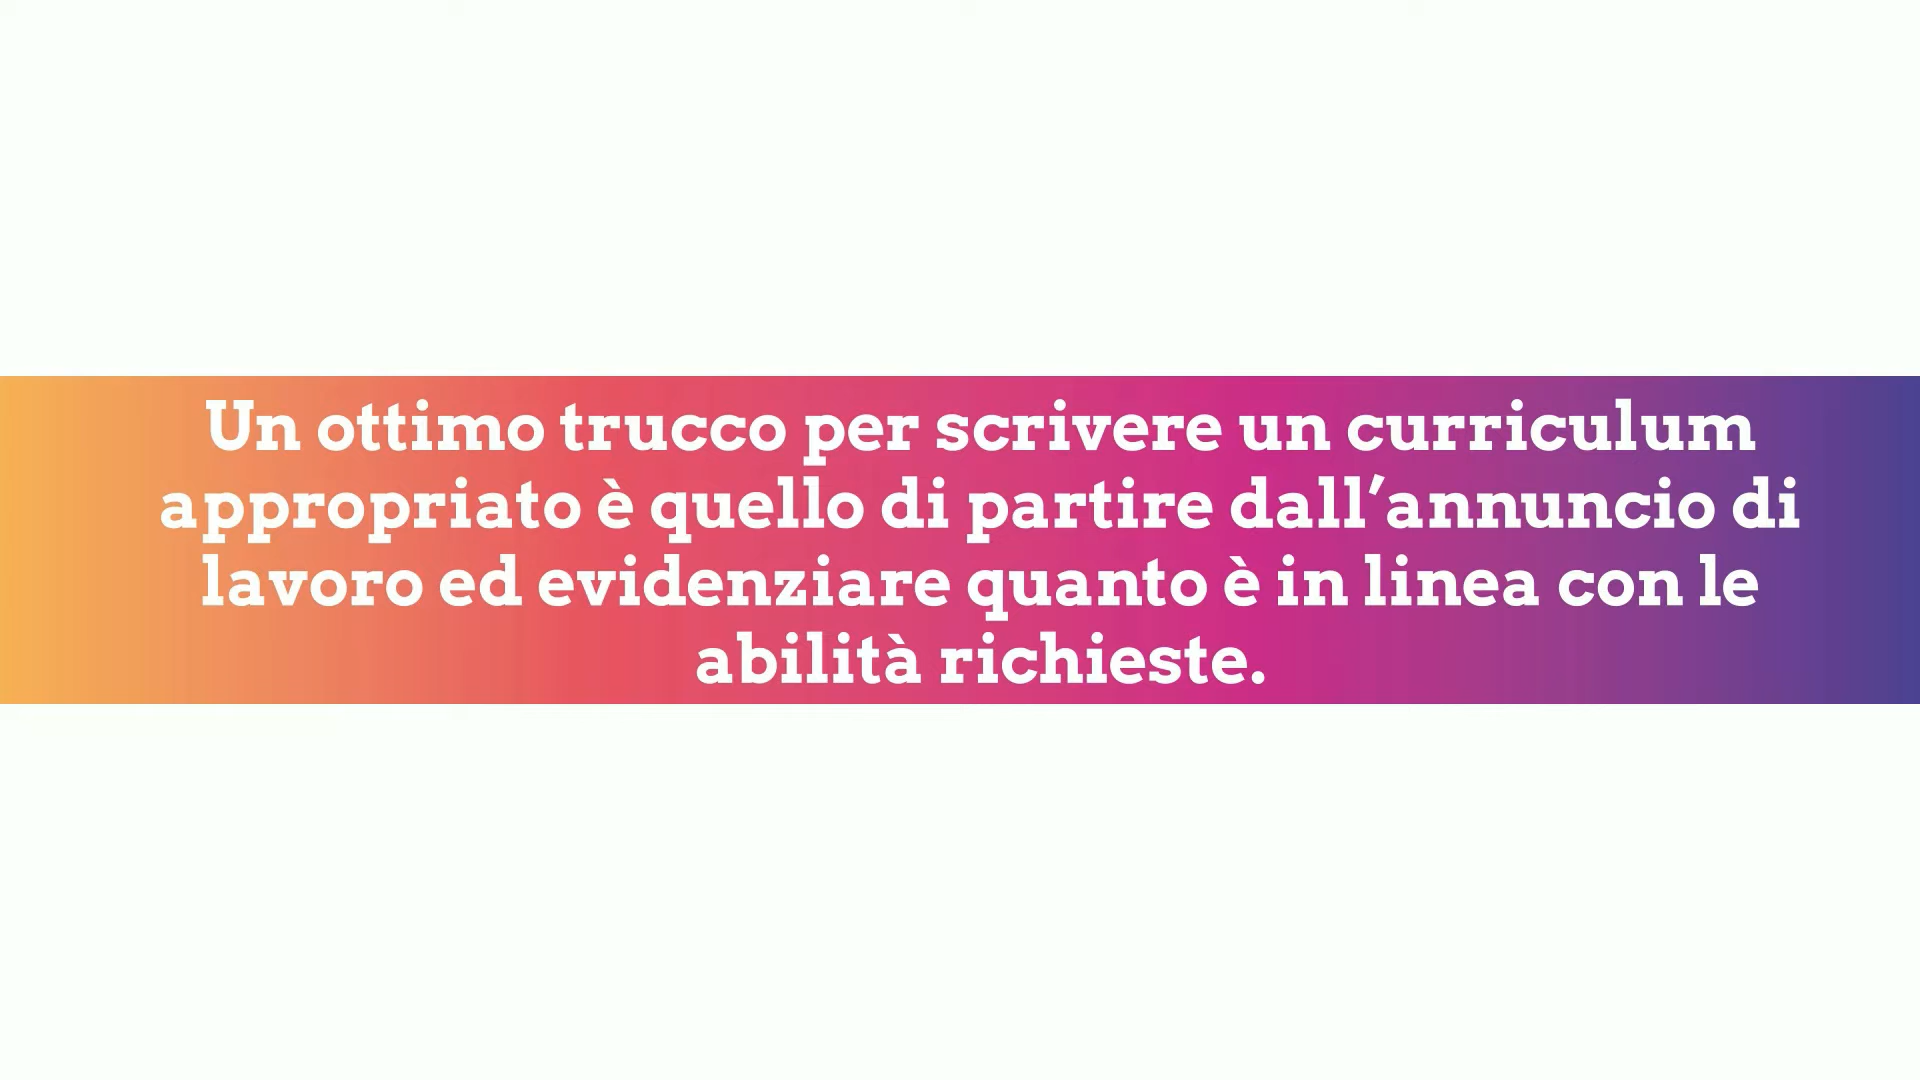 Un ottimo trucco per scrivere un curriculum
appropriato è quello di partire dall’annuncio di
lavoro ed evidenziare quanto è in linea con le
abilità richieste.